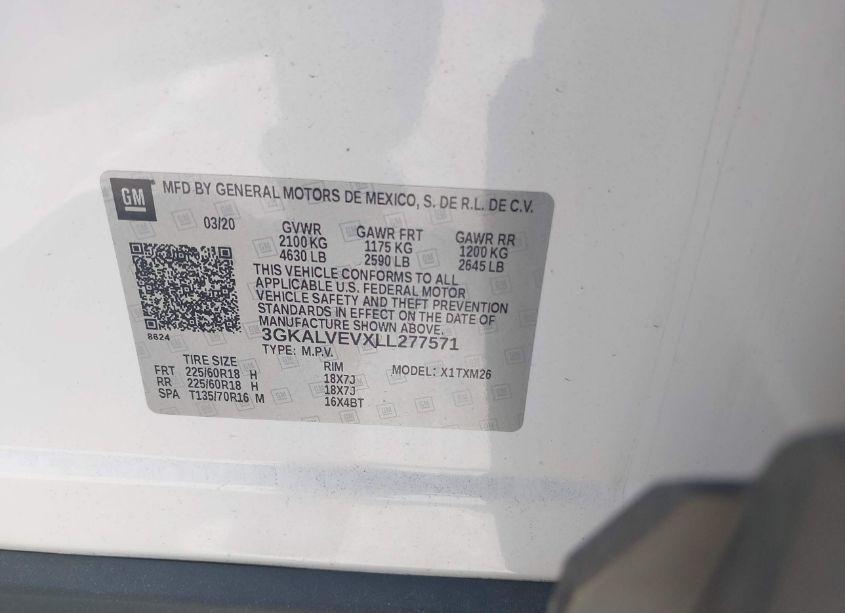 GM MFD BY GENERAL MOTORS DE MEXICO, S. DE R.L. DE C.V.
03/20 GVWR GAWR FRT GAWR RR
2100 KG 1175 KG 1200 KG
4630 LB 2590 LB 2645 LB
THIS VEHICLE CONFORMS TO ALL
APPLICABLE U.S. FEDERAL MOTOR
VEHICLE SAFETY AND THEFT PREVENTION
STANDARDS IN EFFECT ON THE DATE OF
MANUFACTURE SHOWN ABOVE.
8624
3GKALVEVXLL277571
TYPE: M.P.V.
TIRE SIZE RIM MODEL: X1TXM26
FRT 225/60R18 H 18X7J
RR 225/60R18 H 18X7J
SPA T135/70R16 M 16X4BT